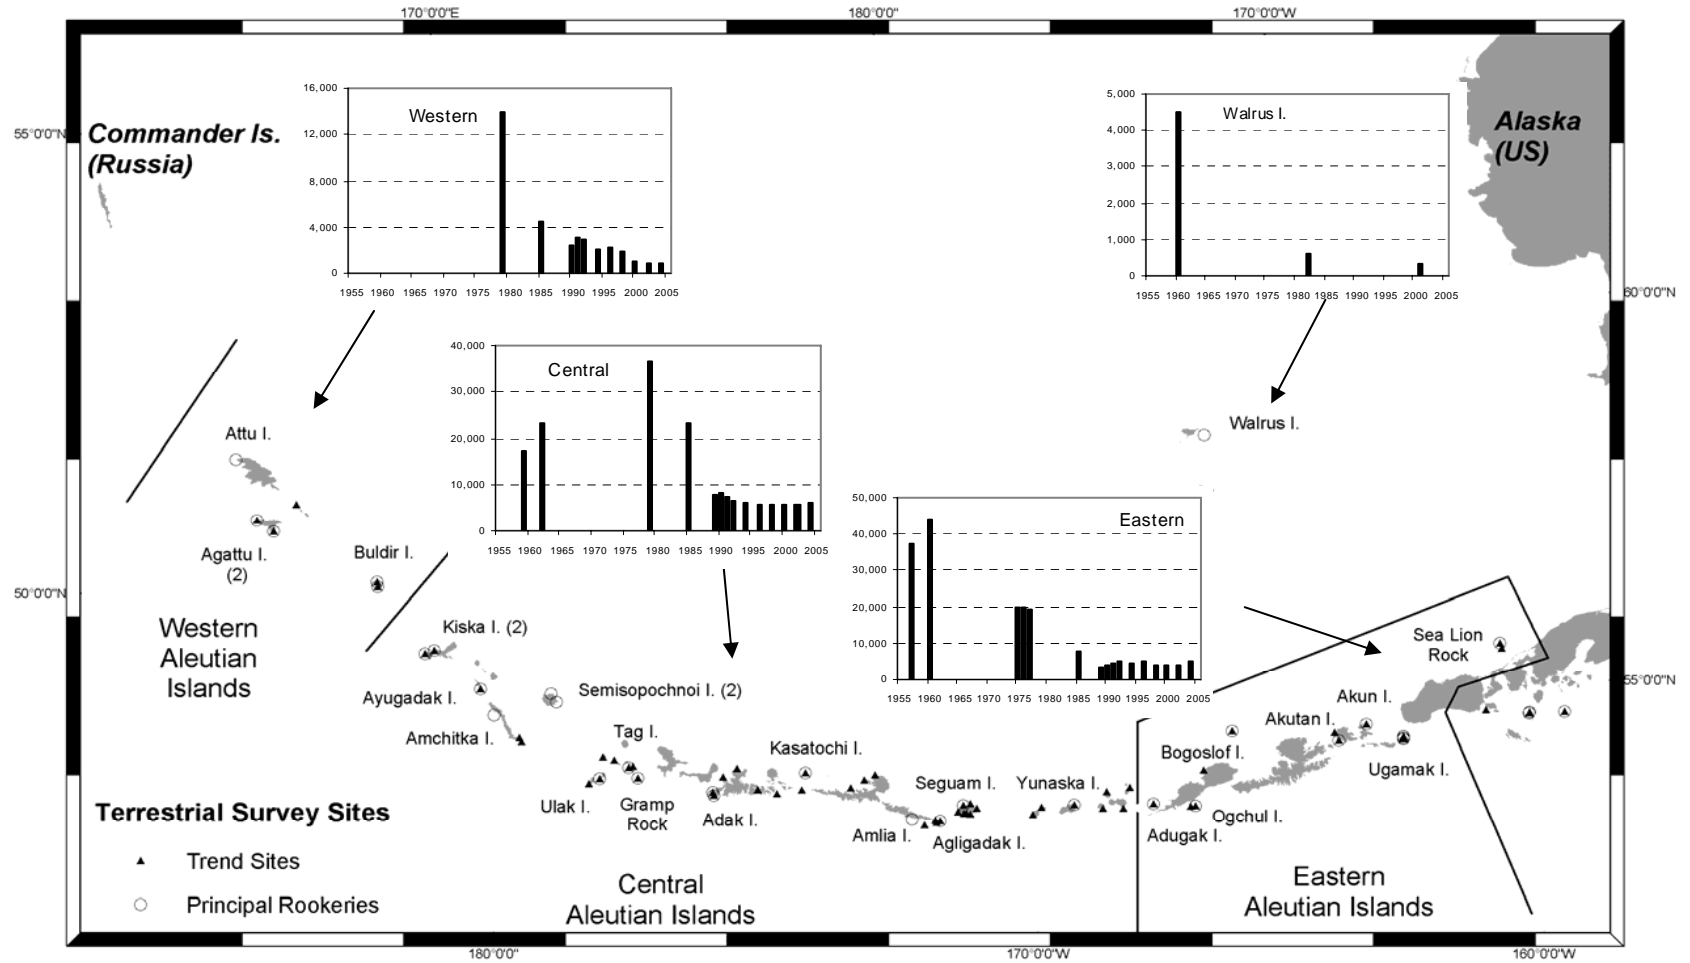 170°0'0"E
180°0'0"
170°0'0"W
55°0'0"N
Commander Is.
(Russia)
Alaska
(US)
60°0'0"N
16,000
12,000
8,000
4,000
0
Western
1955 1960 1965 1970 1975 1980 1985 1990 1995 2000 2005
5,000
4,000
3,000
2,000
1,000
0
Walrus I.
1955 1960 1965 1970 1975 1980 1985 1990 1995 2000 2005
40,000
30,000
20,000
10,000
0
Central
1955 1960 1965 1970 1975 1980 1985 1990 1995 2000 2005
Walrus I.
50,000
40,000
30,000
20,000
10,000
0
Eastern
1955 1960 1965 1970 1975 1980 1985 1990 1995 2000 2005
Attu I.
Agattu I.
(2)
Buldir I.
50°0'0"N
Western
Aleutian
Islands
Kiska I. (2)
Ayugadak I.
Semisopochnoi I. (2)
Amchitka I.
Tag I.
Kasatochi I.
Ulak I.
Gramp
Rock
Adak I.
Seguam I.
Yunaska I.
Amlia I.
Agligadak I.
Sea Lion
Rock
55°0'0"N
Akun I.
Akutan I.
Bogoslof I.
Ugamak I.
Ogchul I.
Adugak I.
Terrestrial Survey Sites
Trend Sites
Principal Rookeries
Central
Aleutian Islands
Eastern
Aleutian Islands
180°0'0"
170°0'0"W
160°0'0"W